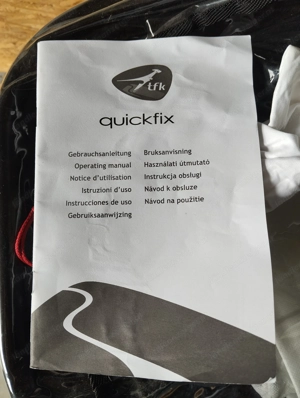 tfk
quickfix
Gebrauchsanleitung
Operating manual
Notice d'utilisation
Istruzioni d'uso
Instrucciones de uso
Gebruiksaanwijzing
Bruksanvisning
Használati útmutató
Instrukcja obslugi
Návod k obsluze
Návod na použitie